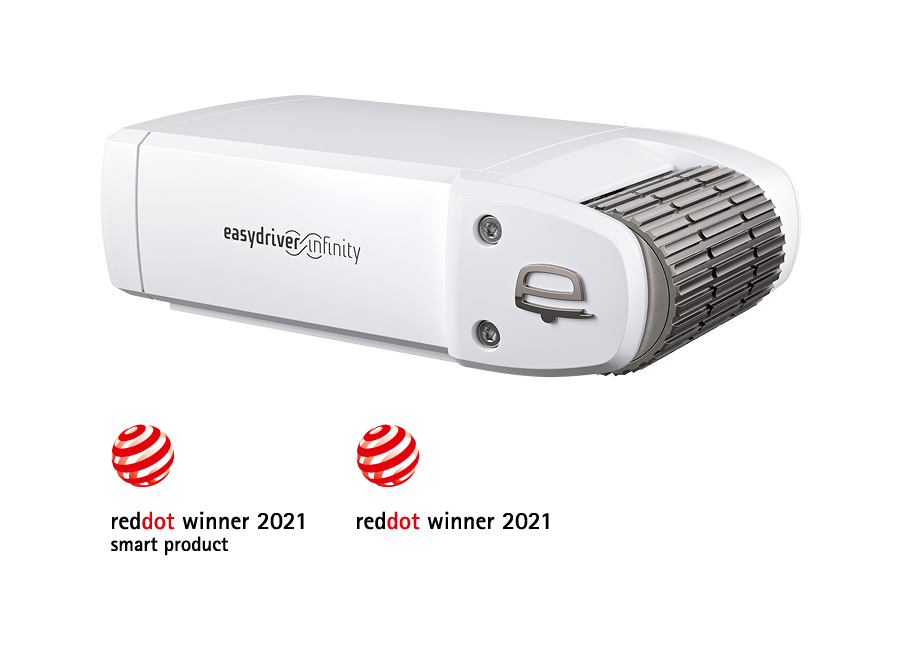 easydriver infinity
reddot winner 2021
smart product
reddot winner 2021